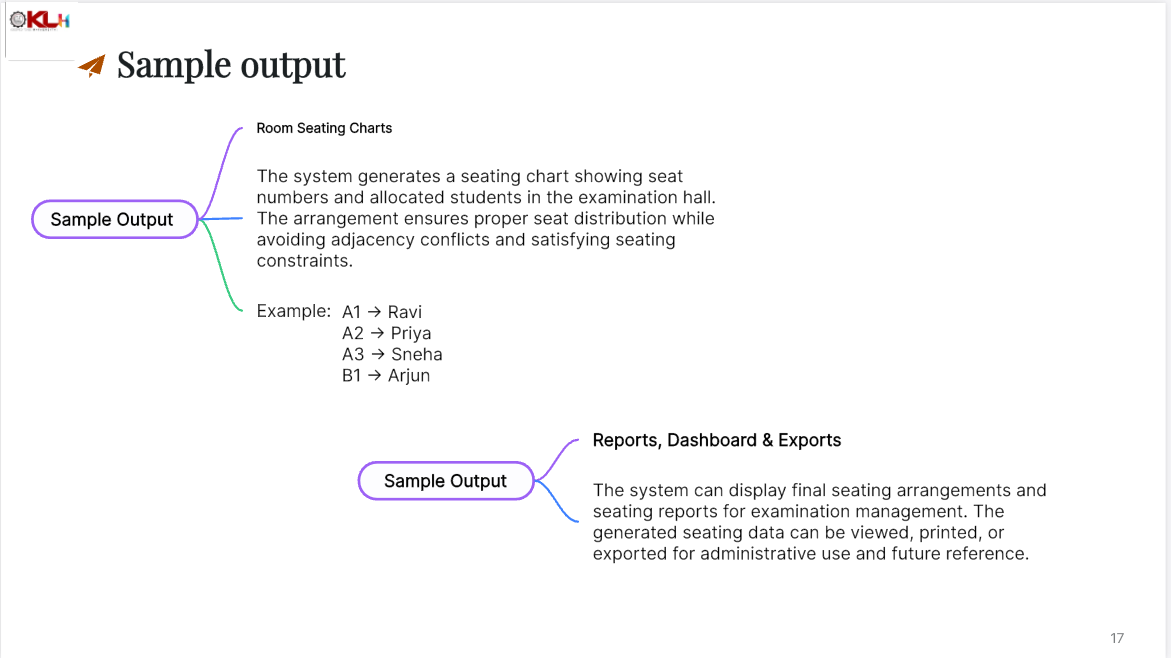 KLH
Sample output
Room Seating Charts
The system generates a seating chart showing seat
numbers and allocated students in the examination hall.
The arrangement ensures proper seat distribution while
avoiding adjacency conflicts and satisfying seating
constraints.
Sample Output
Example:
A1 → Ravi
A2 → Priya
A3 → Sneha
B1 → Arjun
Reports, Dashboard & Exports
Sample Output
The system can display final seating arrangements and
seating reports for examination management. The
generated seating data can be viewed, printed, or
exported for administrative use and future reference.
17